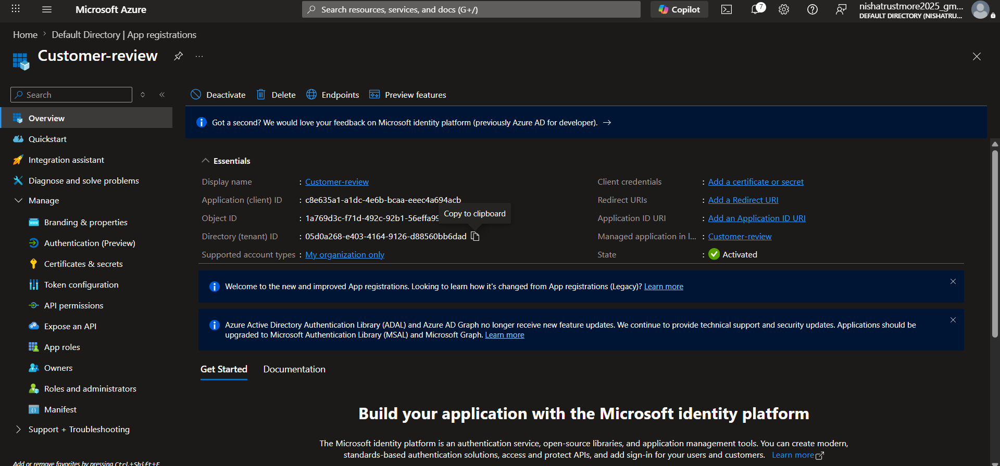 Microsoft Azure
Search resources, services, and docs (G+/)
Copilot
7
nishatrustmore2025_gm...
DEFAULT DIRECTORY (NISHATRU...
Home > Default Directory | App registrations
Customer-review
...
Search
Deactivate
Delete
Endpoints
Preview features
Overview
Quickstart
Integration assistant
Diagnose and solve problems
Manage
Branding & properties
Authentication (Preview)
Certificates & secrets
Token configuration
API permissions
Expose an API
App roles
Owners
Roles and administrators
Manifest
Support + Troubleshooting
Add or remove favorites by pressing Ctrl+Shift+F
Got a second? We would love your feedback on Microsoft identity platform (previously Azure AD for developer). →
Essentials
Display name : Customer-review
Application (client) ID : c8e635a1-a1dc-4e6b-bcaa-eeec4a694acb
Object ID : 1a769d3c-f71d-492c-92b1-56effa99
Copy to clipboard
Directory (tenant) ID : 05d0a268-e403-4164-9126-d88560bb6dad
Supported account types : My organization only
Client credentials : Add a certificate or secret
Redirect URIs : Add a Redirect URI
Application ID URI : Add an Application ID URI
Managed application in l... : Customer-review
State : Activated
Welcome to the new and improved App registrations. Looking to learn how it's changed from App registrations (Legacy)? Learn more
Azure Active Directory Authentication Library (ADAL) and Azure AD Graph no longer receive new feature updates. We continue to provide technical support and security updates. Applications should be
upgraded to Microsoft Authentication Library (MSAL) and Microsoft Graph. Learn more
Get Started
Documentation
Build your application with the Microsoft identity platform
The Microsoft identity platform is an authentication service, open-source libraries, and application management tools. You can create modern,
standards-based authentication solutions, access and protect APIs, and add sign-in for your users and customers. Learn more